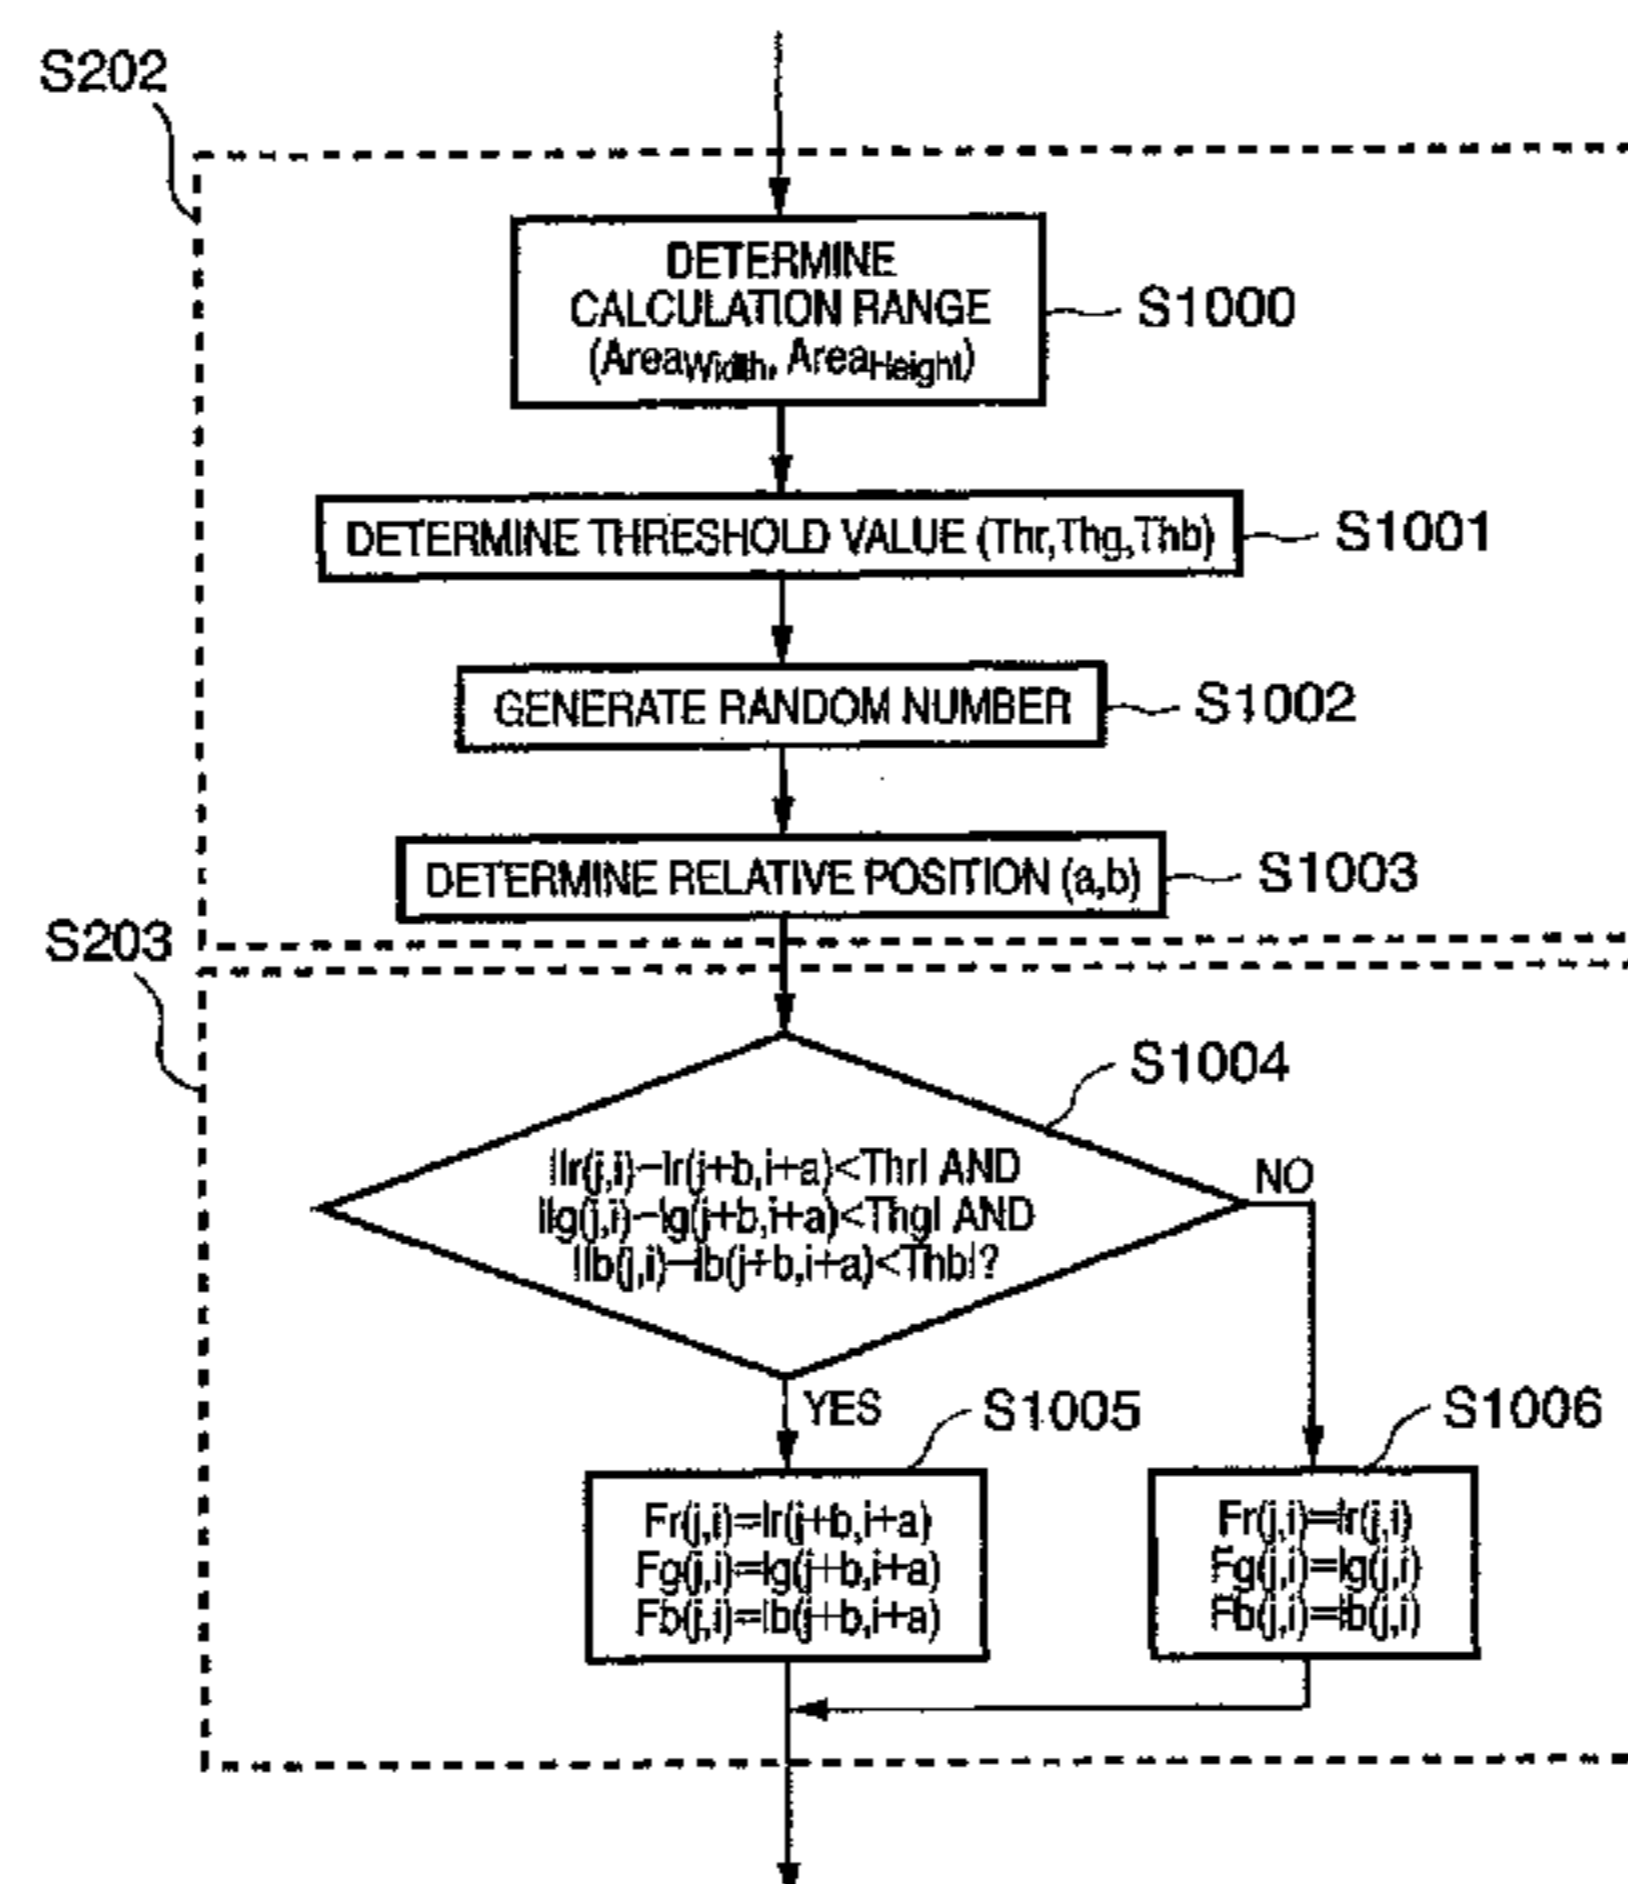 S202
DETERMINE
CALCULATION RANGE
(AreaWidth, AreaHeight)
S1000
DETERMINE THRESHOLD VALUE (Thr,Thg,Thb)
S1001
GENERATE RANDOM NUMBER
S1002
DETERMINE RELATIVE POSITION (a,b)
S1003
S203
S1004
|Ir(j,i)−Ir(j+b,i+a)<Thr| AND
|Ig(j,i)−Ig(j+b,i+a)<Thg| AND
|Ib(j,i)−Ib(j+b,i+a)<Thb|?
NO
YES
S1005
S1006
Fr(j,i)=Ir(j+b,i+a)
Fg(j,i)=Ig(j+b,i+a)
Fb(j,i)=Ib(j+b,i+a)
Fr(j,i)=Ir(j,i)
Fg(j,i)=Ig(j,i)
Fb(j,i)=Ib(j,i)